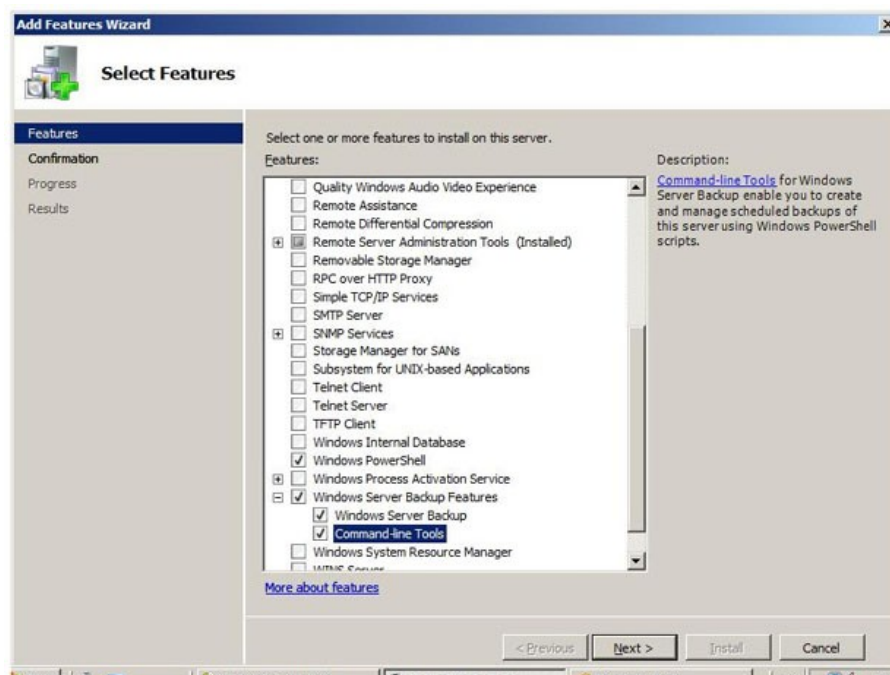 Add Features Wizard
Select Features
Features
Confirmation
Progress
Results
Select one or more features to install on this server.
Features:
Quality Windows Audio Video Experience
Remote Assistance
Remote Differential Compression
Remote Server Administration Tools (Installed)
Removable Storage Manager
RPC over HTTP Proxy
Simple TCP/IP Services
SMTP Server
SNMP Services
Storage Manager for SANs
Subsystem for UNIX-based Applications
Telnet Client
Telnet Server
TFTP Client
Windows Internal Database
Windows PowerShell
Windows Process Activation Service
Windows Server Backup Features
Windows Server Backup
Command-line Tools
Windows System Resource Manager
WINS Server
More about features
Description:
Command-line Tools for Windows
Server Backup enable you to create
and manage scheduled backups of
this server using Windows PowerShell
scripts.
< Previous
Next >
Install
Cancel